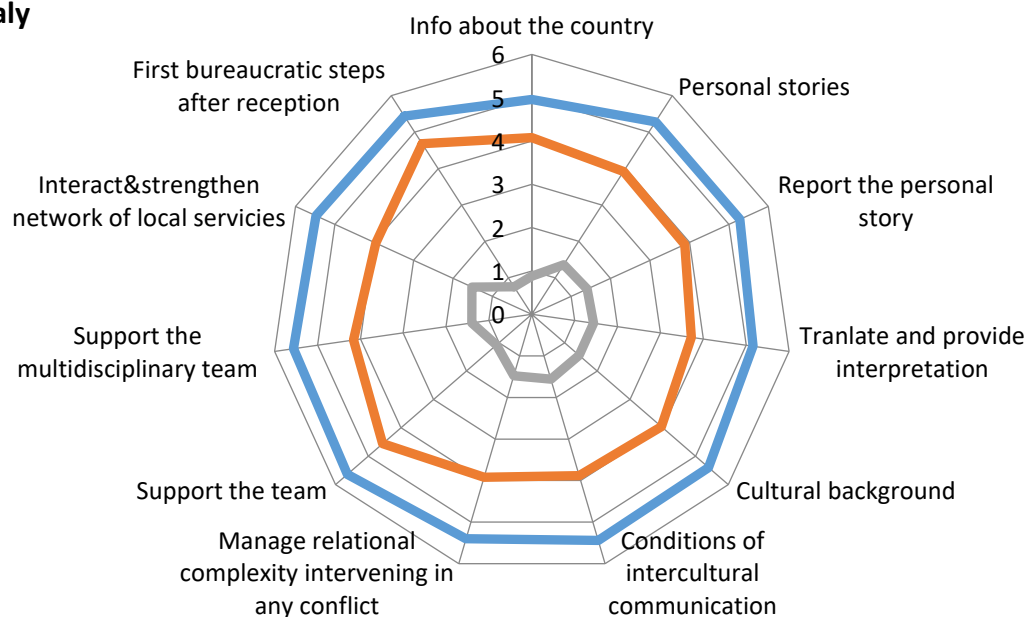 aly
Info about the country
6
5
4
3
2
1
0
Personal stories
Report the personal
story
Tranlate and provide
interpretation
Cultural background
Conditions of
intercultural
communication
Manage relational
complexity intervening in
any conflict
Support the team
Support the
multidisciplinary team
Interact&strengthen
network of local servicies
First bureaucratic steps
after reception